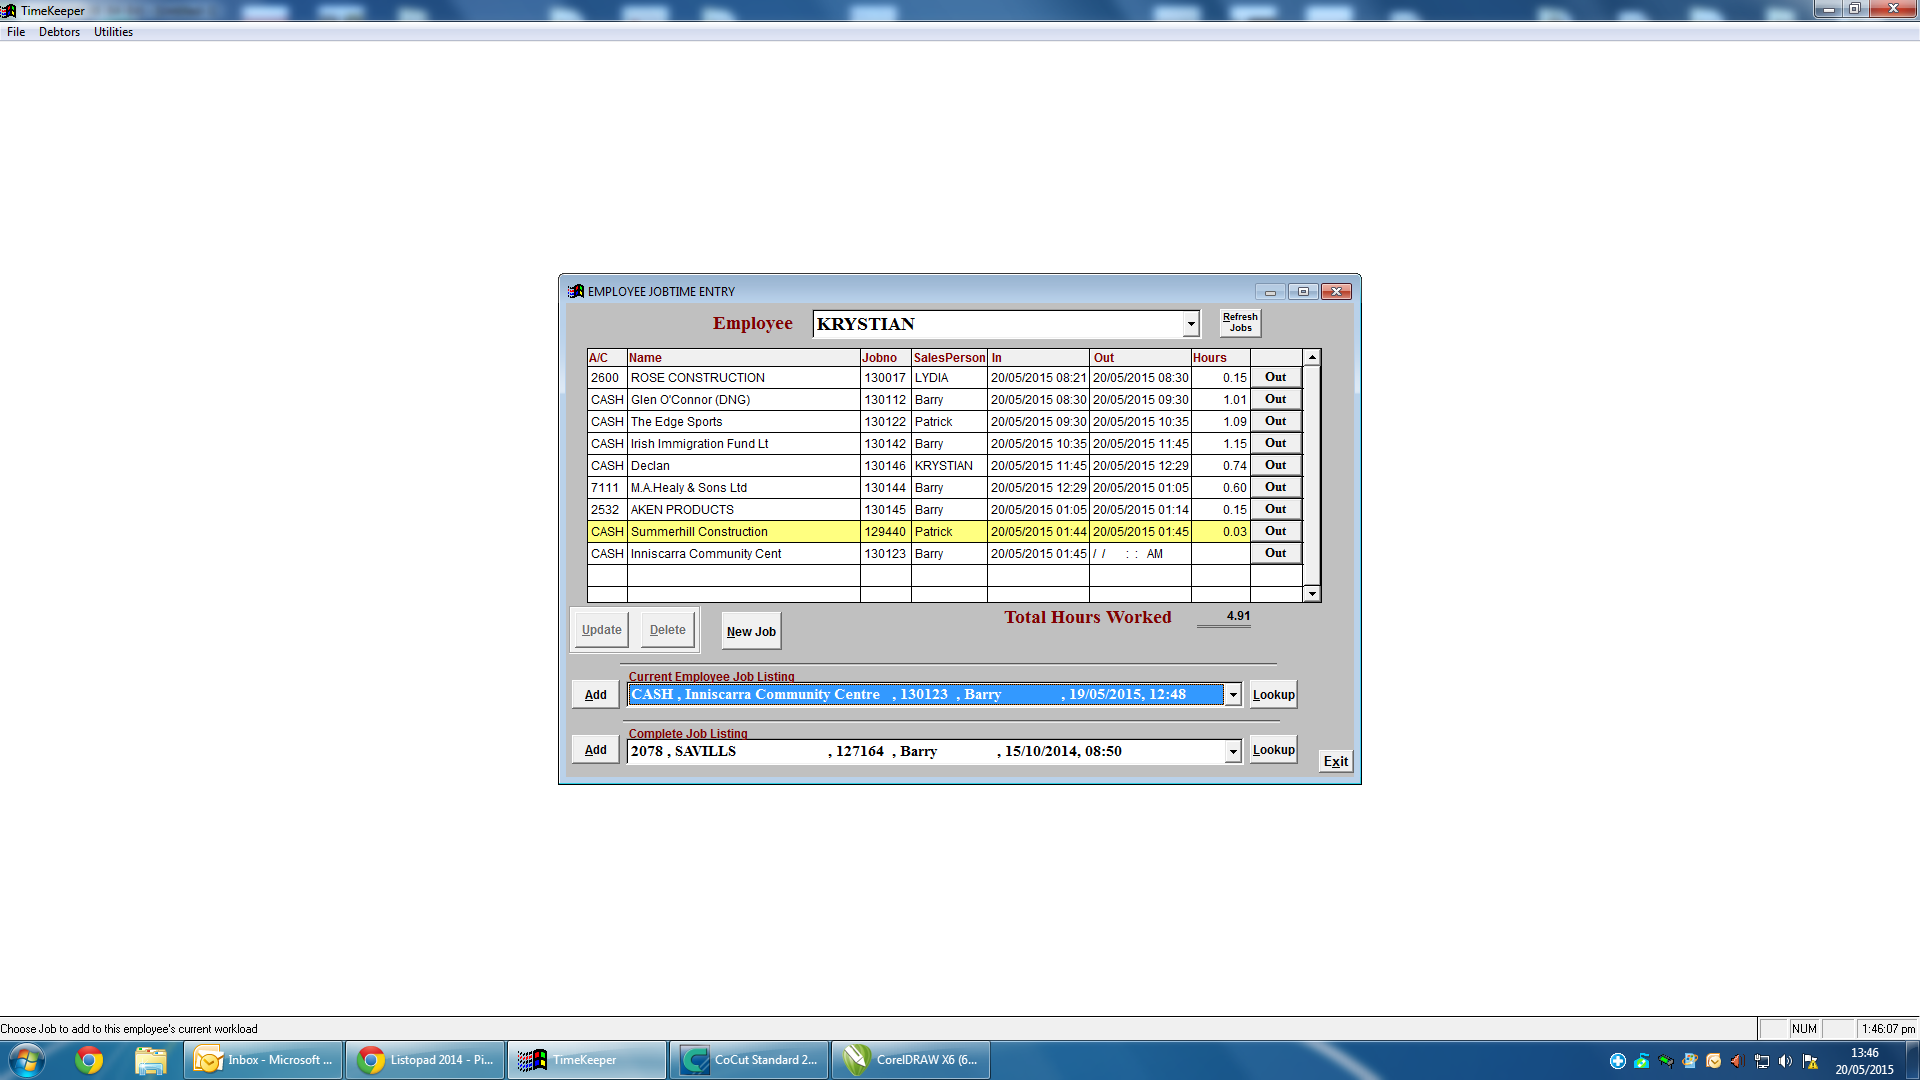 TimeKeeper
File Debtors Utilities
EMPLOYEE JOBTIME ENTRY
Employee KRYSTIAN Refresh Jobs
A/C Name Jobno SalesPerson In Out Hours
2600 ROSE CONSTRUCTION 130017 LYDIA 20/05/2015 08:21 20/05/2015 08:30 0.15 Out
CASH Glen O'Connor (DNG) 130112 Barry 20/05/2015 08:30 20/05/2015 09:30 1.01 Out
CASH The Edge Sports 130122 Patrick 20/05/2015 09:30 20/05/2015 10:35 1.09 Out
CASH Irish Immigration Fund Lt 130142 Barry 20/05/2015 10:35 20/05/2015 11:45 1.15 Out
CASH Declan 130146 KRYSTIAN 20/05/2015 11:45 20/05/2015 12:29 0.74 Out
7111 M.A.Healy & Sons Ltd 130144 Barry 20/05/2015 12:29 20/05/2015 01:05 0.60 Out
2532 AKEN PRODUCTS 130145 Barry 20/05/2015 01:05 20/05/2015 01:14 0.15 Out
CASH Summerhill Construction 129440 Patrick 20/05/2015 01:44 20/05/2015 01:45 0.03 Out
CASH Inniscarra Community Cent 130123 Barry 20/05/2015 01:45 / / : : AM Out
Update Delete New Job Total Hours Worked 4.91
Current Employee Job Listing
Add CASH , Inniscarra Community Centre , 130123 , Barry , 19/05/2015, 12:48 Lookup
Complete Job Listing
Add 2078 , SAVILLS , 127164 , Barry , 15/10/2014, 08:50 Lookup
Exit
Choose Job to add to this employee's current workload NUM 1:46:07 pm
Inbox - Microsoft ... Listopad 2014 - Pi... TimeKeeper CoCut Standard 2... CorelDRAW X6 (6... 13:46
20/05/2015